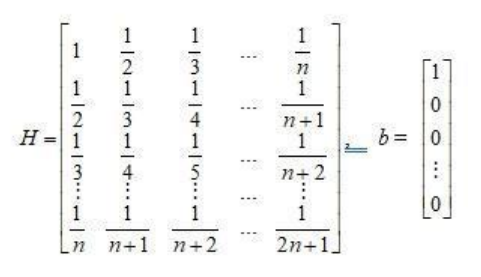 H = [ 1 1/2 1/3 ... 1/n
1/2 1/3 1/4 ... 1/(n+1)
1/3 1/4 1/5 ... 1/(n+2)
⋮ ⋮ ⋮ ... ⋮
1/n 1/(n+1) 1/(n+2) ... 1/(2n+1) ] , b = [ 1
0
0
⋮
0 ]